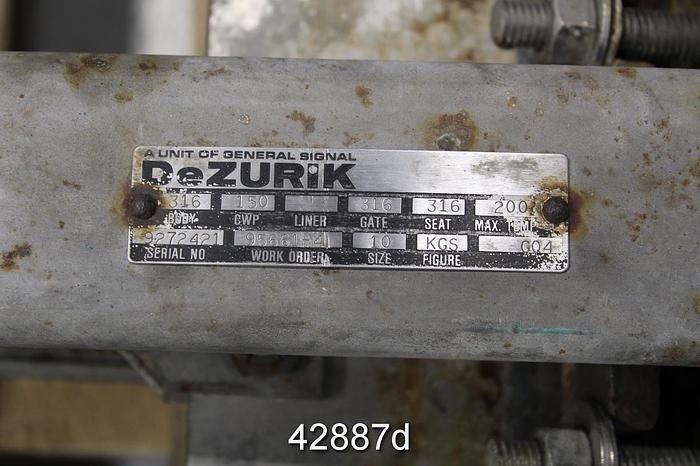 A UNIT OF GENERAL SIGNAL
DeZURiK
316 150 316 316 200
BODY CWP LINER GATE SEAT MAX. TEMP.
9272421 10 KGS C04
SERIAL NO. WORK ORDER SIZE FIGURE
42887d